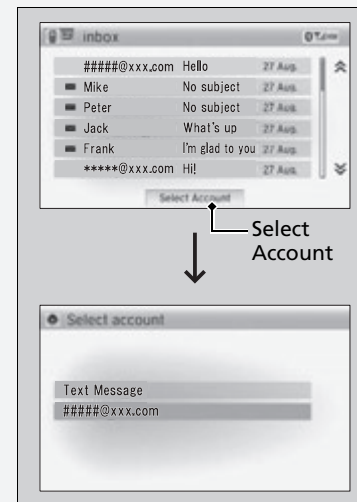 inbox
#####@xxx.com Hello 27 Aug.
Mike No subject 27 Aug.
Peter No subject 27 Aug.
Jack What's up 27 Aug.
Frank I'm glad to you 27 Aug.
*****@xxx.com Hi! 27 Aug.
Select Account
Select
Account
Select account
Text Message
#####@xxx.com